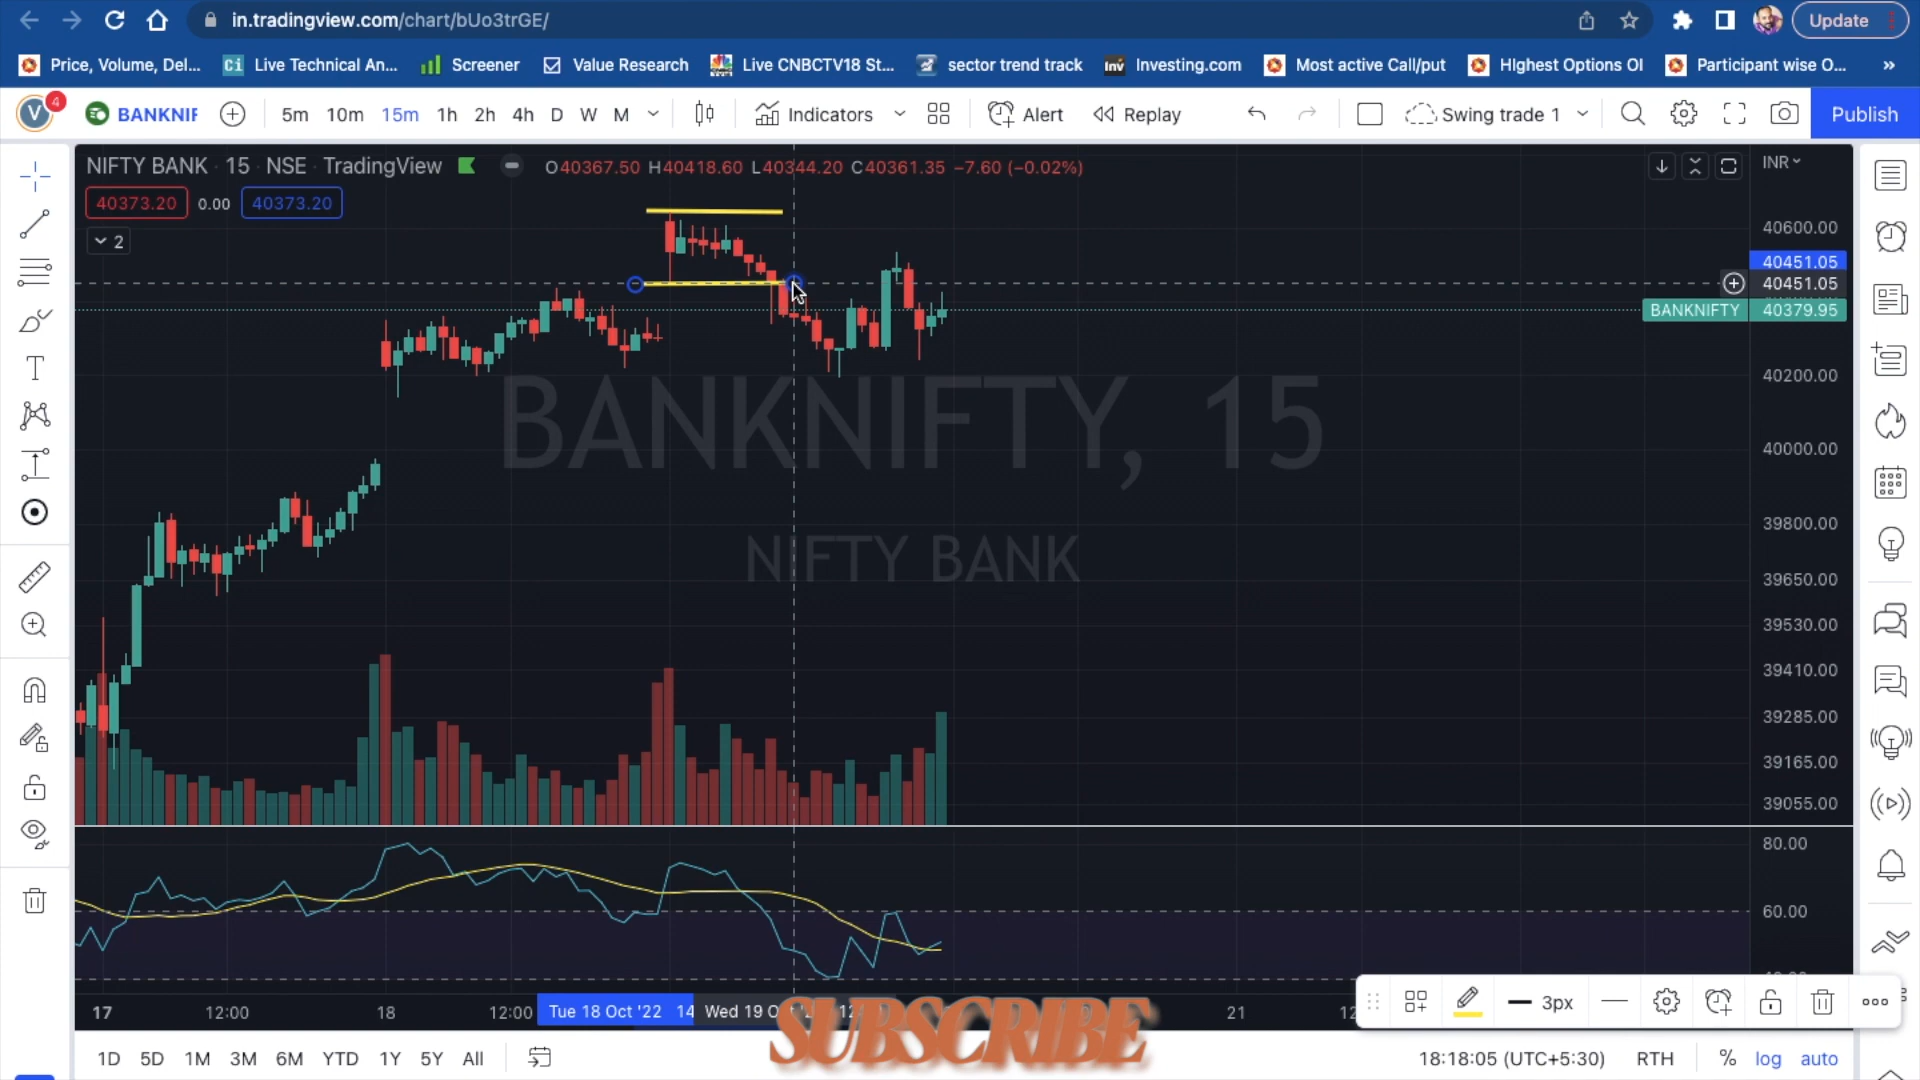 in.tradingview.com/chart/bUo3trGE/
Update
Price, Volume, Del...
Ci Live Technical An...
Screener
Value Research
Live CNBCTV18 St...
sector trend track
Inv Investing.com
Most active Call/put
HIghest Options OI
Participant wise O...
»
V 4
BANKNIF
5m 10m 15m 1h 2h 4h D W M
Indicators
Alert
Replay
Swing trade 1
Publish
NIFTY BANK · 15 · NSE · TradingView
O40367.50 H40418.60 L40344.20 C40361.35 −7.60 (−0.02%)
INR
40373.20 0.00 40373.20
2
40600.00
40451.05
40451.05
BANKNIFTY 40379.95
40200.00
40000.00
39800.00
39650.00
39530.00
39410.00
39285.00
39165.00
39055.00
BANKNIFTY, 15
NIFTY BANK
80.00
60.00
17 12:00 18 12:00 Tue 18 Oct '22 14 Wed 19 21
3px
SUBSCRIBE
1D 5D 1M 3M 6M YTD 1Y 5Y All
18:18:05 (UTC+5:30) RTH % log auto